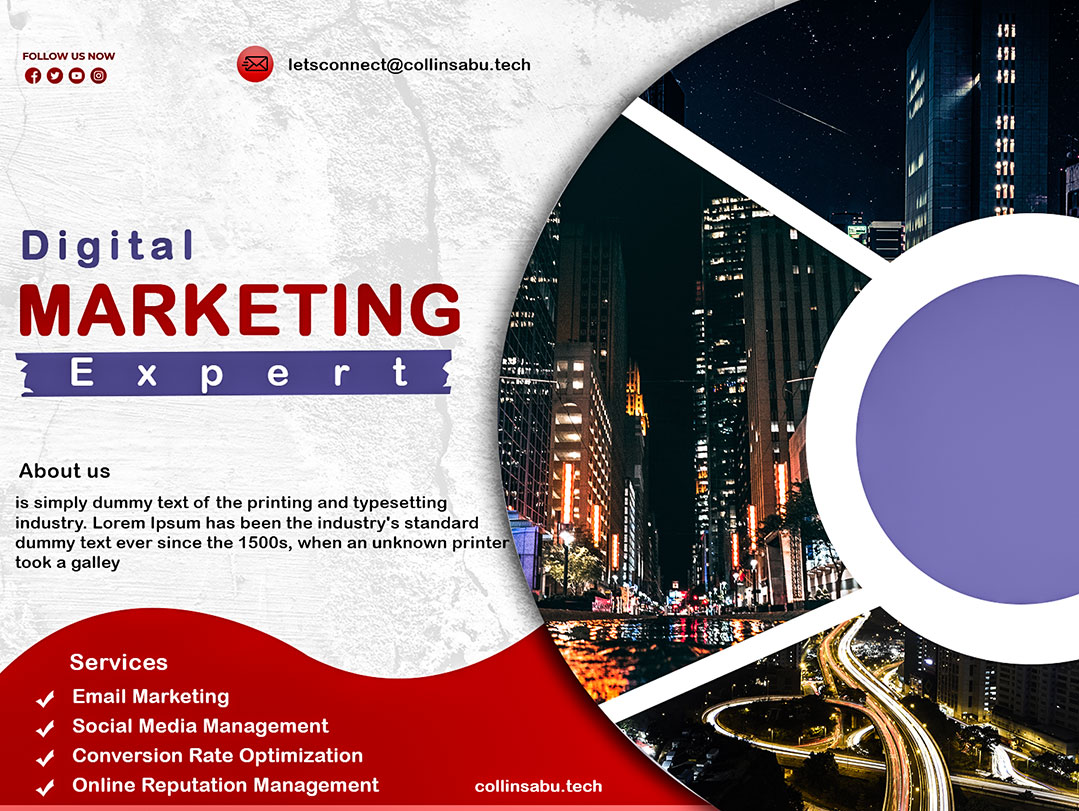 FOLLOW US NOW
letsconnect@collinsabu.tech
Digital
MARKETING
Expert
About us
is simply dummy text of the printing and typesetting
industry. Lorem Ipsum has been the industry's standard
dummy text ever since the 1500s, when an unknown printer
took a galley
Services
Email Marketing
Social Media Management
Conversion Rate Optimization
Online Reputation Management
collinsabu.tech